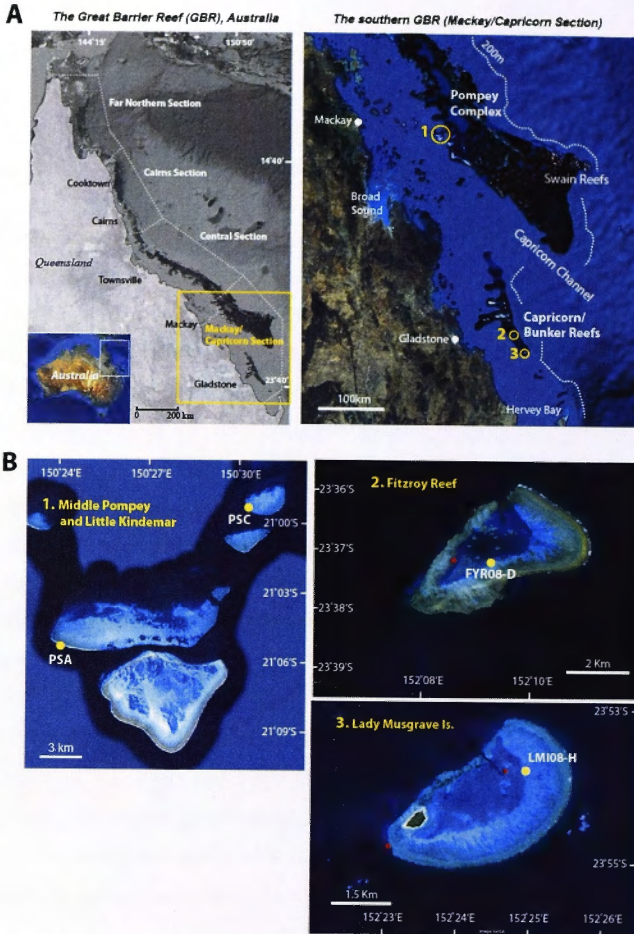 A
The Great Barrier Reef (GBR), Australia
144°19'
150°50'
Far Northern Section
14°40'
Cooktown
Cairns Section
Cairns
Central Section
Queensland
Townsville
Mackay
Mackay/
Capricorn Section
Australia
Gladstone
23°40'
0
200 km
The southern GBR (Mackay/Capricorn Section)
200m
Pompey
Complex
Mackay
1
Swain Reefs
Broad
Sound
Capricorn Channel
Capricorn/
Bunker Reefs
2
Gladstone
3
100km
Hervey Bay
B
150°24'E
150°27'E
150°30'E
1. Middle Pompey
and Little Kindemar
PSC
21°00'S
21°03'S
PSA
21°06'S
21°09'S
3 km
2. Fitzroy Reef
23°36'S
23°37'S
FYR08-D
23°38'S
23°39'S
2 Km
152°08'E
152°10'E
23°53'S
3. Lady Musgrave Is.
LMI08-H
23°55'S
1.5 Km
152°23'E
152°24'E
152°25'E
152°26'E